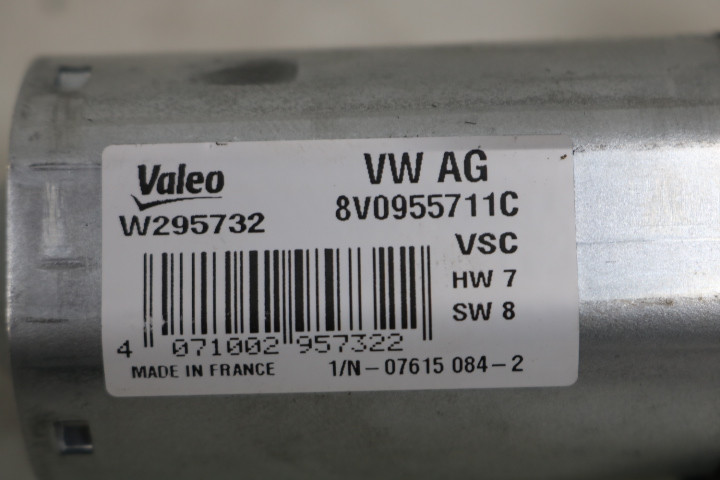 Valeo
W295732
VW AG
8V0955711C
VSC
HW 7
SW 8
4 071002 957322
MADE IN FRANCE
1/N-07615 084-2